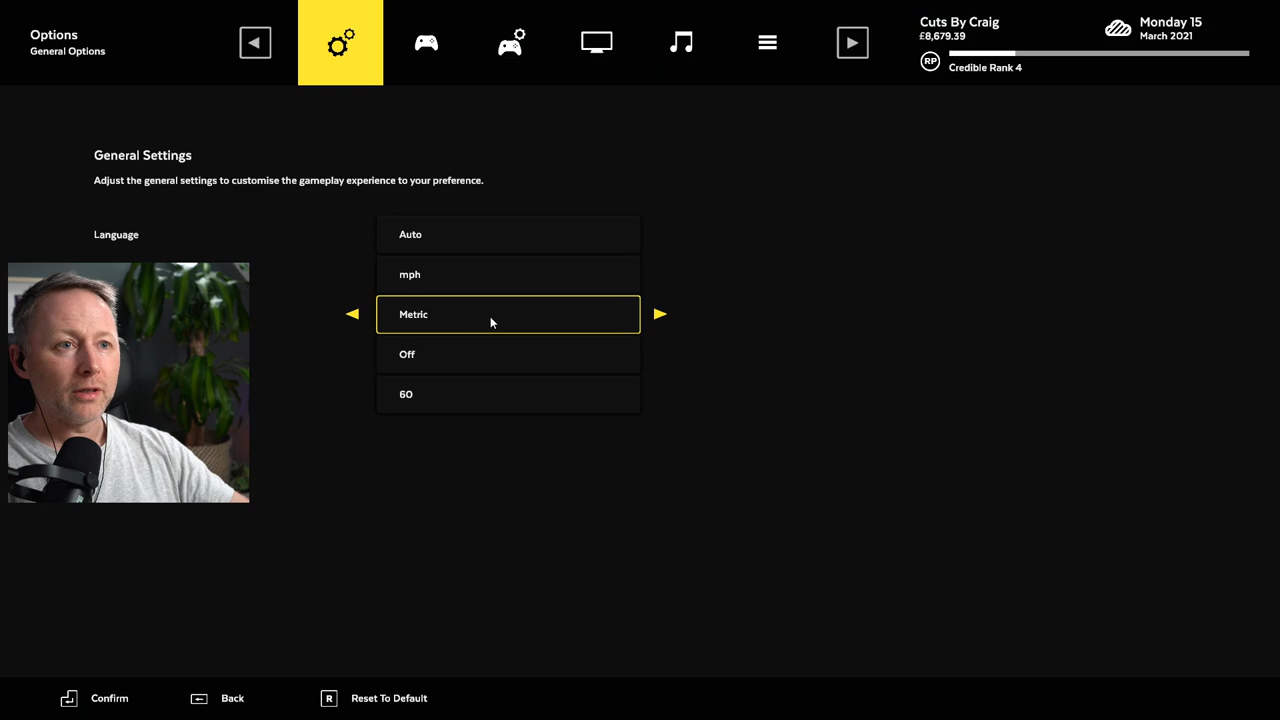 Options
General Options
Cuts By Craig
£8,679.39
Monday 15
March 2021
RP
Credible Rank 4
General Settings
Adjust the general settings to customise the gameplay experience to your preference.
Language
Auto
mph
Metric
Off
60
Confirm
Back
R
Reset To Default